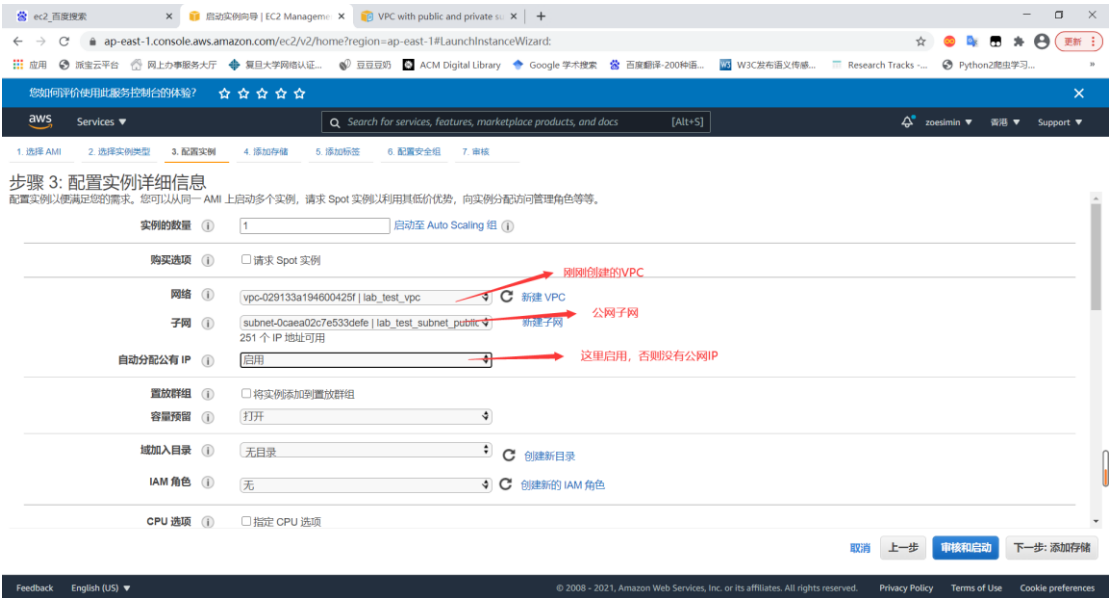 ec2_百度搜索
启动实例向导 | EC2 Manageme
VPC with public and private su
ap-east-1.console.aws.amazon.com/ec2/v2/home?region=ap-east-1#LaunchInstanceWizard:
更新
应用 派宝云平台 网上办事服务大厅 复旦大学网络认证... 豆豆豆奶 ACM Digital Library Google 学术搜索 百度翻译-200种语... W3C发布语义传感... Research Tracks -... Python2爬虫学习... »
您如何评价使用此服务控制台的体验?
aws Services Search for services, features, marketplace products, and docs [Alt+S] zoesimin 香港 Support
1. 选择 AMI 2. 选择实例类型 3. 配置实例 4. 添加存储 5. 添加标签 6. 配置安全组 7. 审核
步骤 3: 配置实例详细信息
配置实例以便满足您的需求。您可以从同一 AMI 上启动多个实例，请求 Spot 实例以利用其低价优势，向实例分配访问管理角色等等。
实例的数量 1 启动至 Auto Scaling 组
购买选项 请求 Spot 实例
刚刚创建的VPC
网络 vpc-029133a194600425f | lab_test_vpc 新建 VPC
公网子网
子网 subnet-0caea02c7e533defe | lab_test_subnet_public 新建子网
251 个 IP 地址可用
自动分配公有 IP 启用 这里启用，否则没有公网IP
置放群组 将实例添加到置放群组
容量预留 打开
域加入目录 无目录 创建新目录
IAM 角色 无 创建新的 IAM 角色
CPU 选项 指定 CPU 选项
取消 上一步 审核和启动 下一步: 添加存储
Feedback English (US) © 2008 - 2021, Amazon Web Services, Inc. or its affiliates. All rights reserved. Privacy Policy Terms of Use Cookie preferences